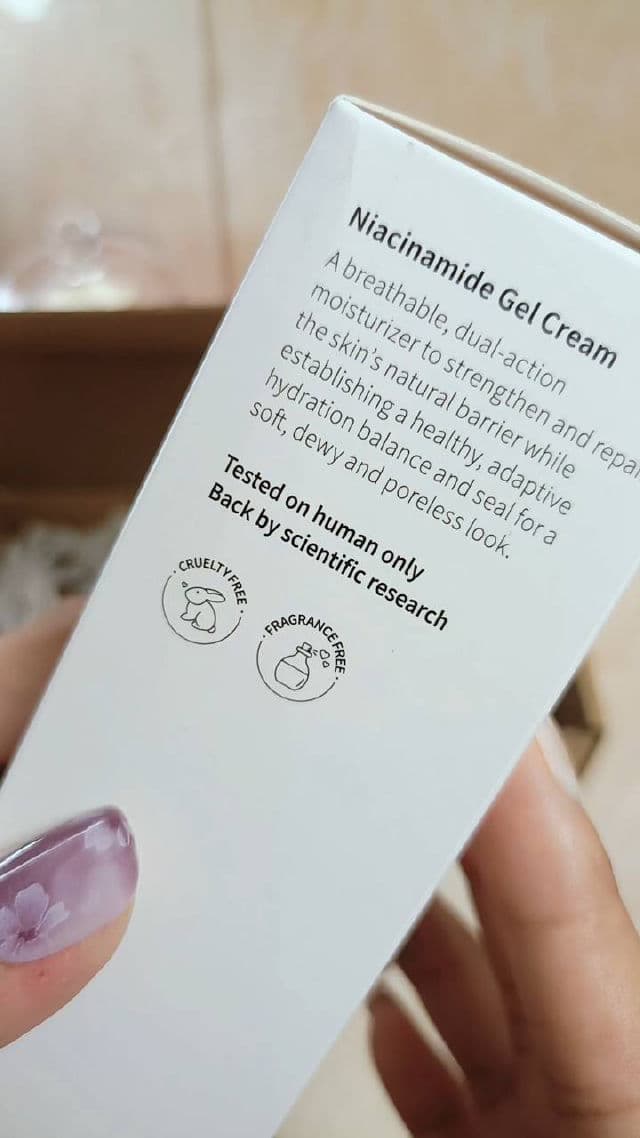 Niacinamide Gel Cream
A breathable, dual-action
moisturizer to strengthen and repair
the skin's natural barrier while
establishing a healthy, adaptive
hydration balance and seal for a
soft, dewy and poreless look.
Tested on human only
Back by scientific research
· CRUELTY FREE ·
· FRAGRANCE FREE ·